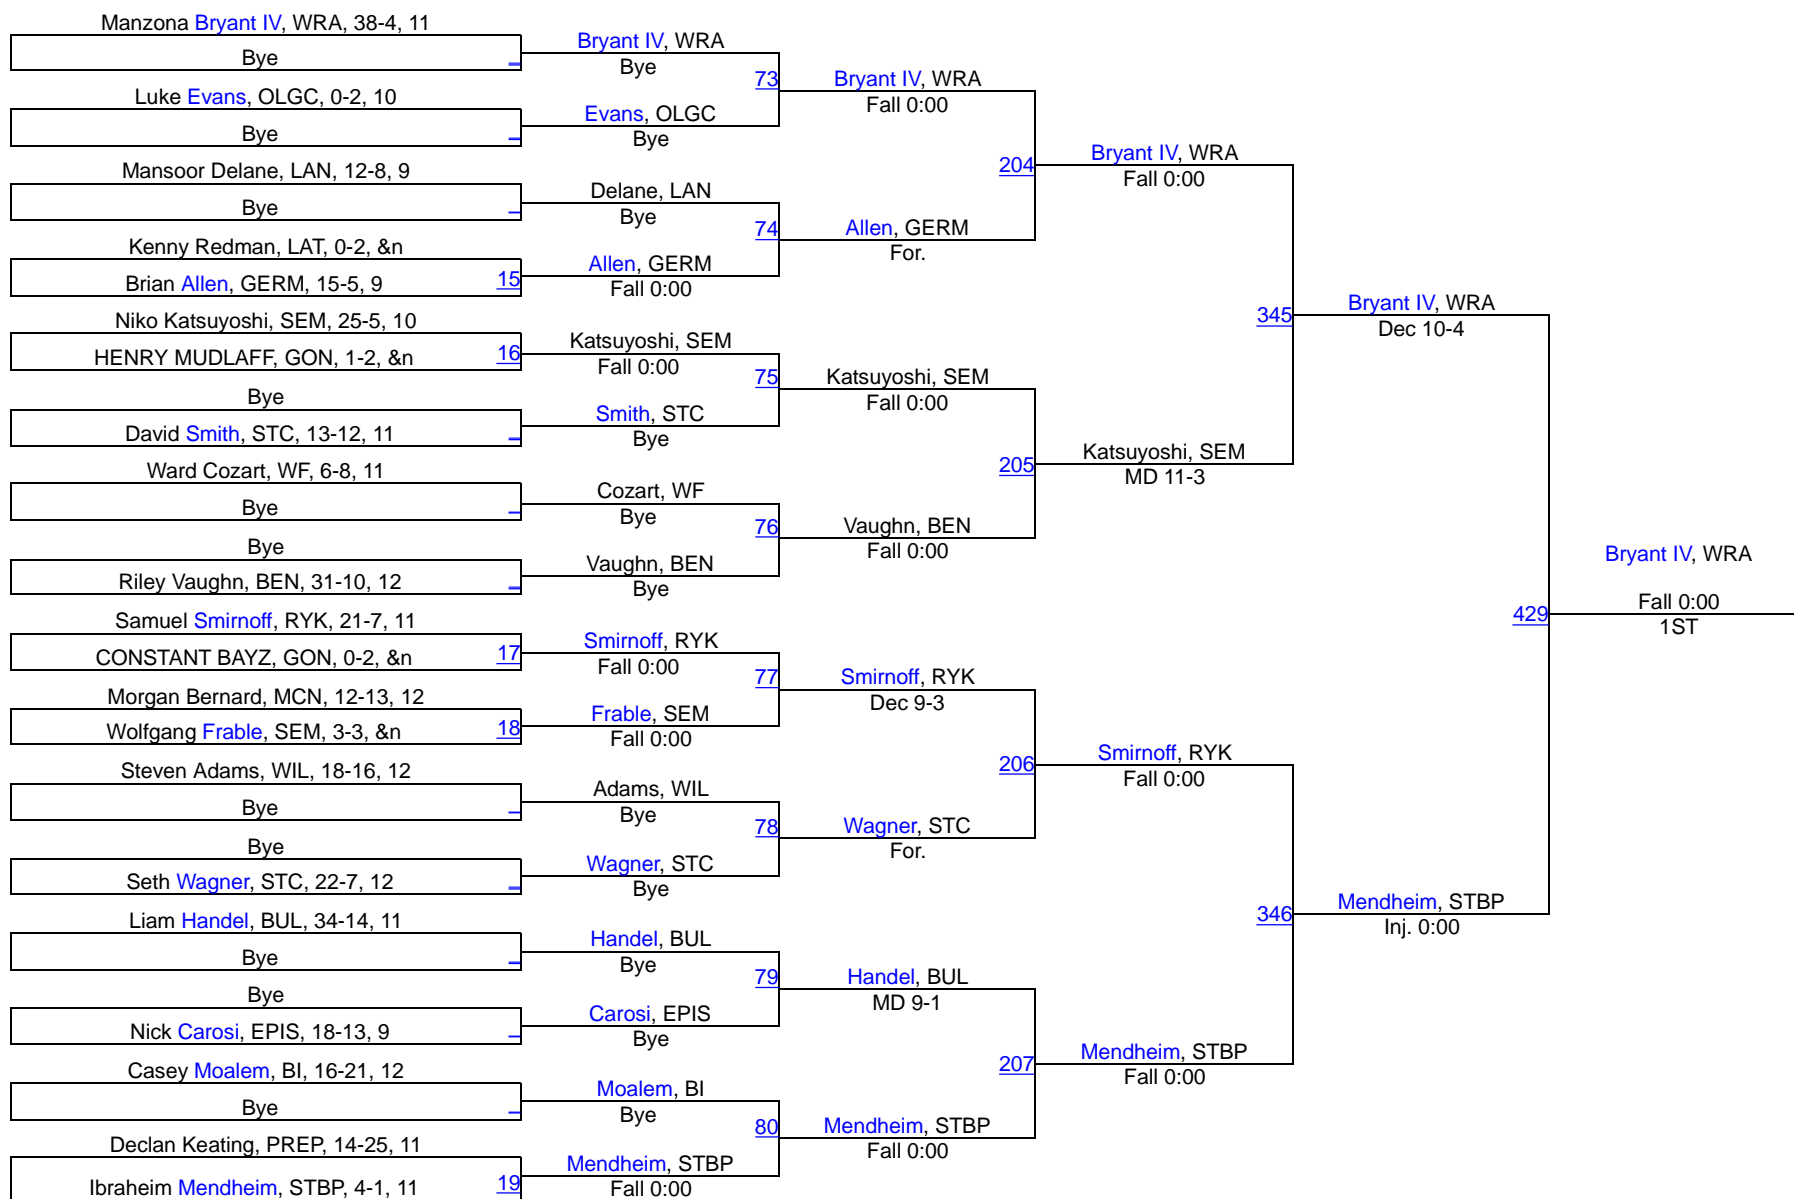 Manzona Bryant IV, WRA, 38-4, 11
Bye
Luke Evans, OLGC, 0-2, 10
Bye
Mansoor Delane, LAN, 12-8, 9
Bye
Kenny Redman, LAT, 0-2, &n
Brian Allen, GERM, 15-5, 9
15
Niko Katsuyoshi, SEM, 25-5, 10
HENRY MUDLAFF, GON, 1-2, &n
16
Bye
David Smith, STC, 13-12, 11
Ward Cozart, WF, 6-8, 11
Bye
Bye
Riley Vaughn, BEN, 31-10, 12
Samuel Smirnoff, RYK, 21-7, 11
CONSTANT BAYZ, GON, 0-2, &n
17
Morgan Bernard, MCN, 12-13, 12
Wolfgang Frable, SEM, 3-3, &n
18
Steven Adams, WIL, 18-16, 12
Bye
Bye
Seth Wagner, STC, 22-7, 12
Liam Handel, BUL, 34-14, 11
Bye
Bye
Nick Carosi, EPIS, 18-13, 9
Casey Moalem, BI, 16-21, 12
Bye
Declan Keating, PREP, 14-25, 11
Ibraheim Mendheim, STBP, 4-1, 11
19
Bryant IV, WRA
Bye
73
Evans, OLGC
Bye
Delane, LAN
Bye
74
Allen, GERM
Fall 0:00
Katsuyoshi, SEM
Fall 0:00
75
Smith, STC
Bye
Cozart, WF
Bye
76
Vaughn, BEN
Bye
Smirnoff, RYK
Fall 0:00
77
Frable, SEM
Fall 0:00
Adams, WIL
Bye
78
Wagner, STC
Bye
Handel, BUL
Bye
79
Carosi, EPIS
Bye
Moalem, BI
Bye
80
Mendheim, STBP
Fall 0:00
Bryant IV, WRA
Fall 0:00
204
Allen, GERM
For.
Katsuyoshi, SEM
Fall 0:00
205
Vaughn, BEN
Fall 0:00
Smirnoff, RYK
Dec 9-3
206
Wagner, STC
For.
Handel, BUL
MD 9-1
207
Mendheim, STBP
Fall 0:00
Bryant IV, WRA
Fall 0:00
345
Katsuyoshi, SEM
MD 11-3
Smirnoff, RYK
Fall 0:00
346
Mendheim, STBP
Fall 0:00
Bryant IV, WRA
Dec 10-4
429
Mendheim, STBP
Inj. 0:00
Bryant IV, WRA
Fall 0:00
1ST